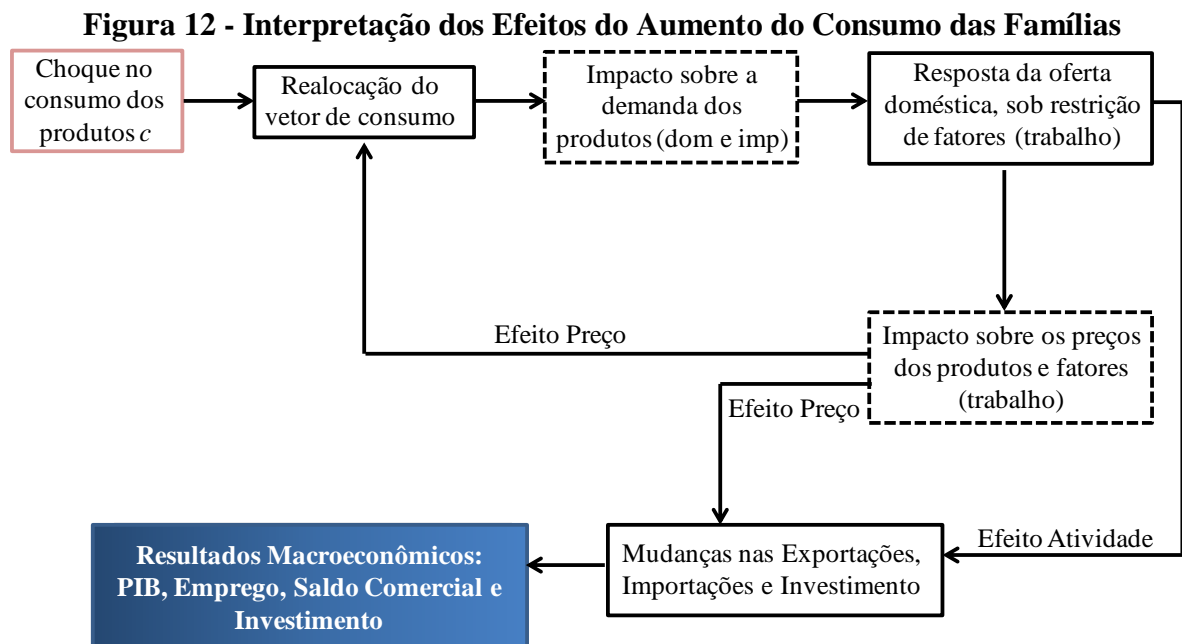 Figura 12 - Interpretação dos Efeitos do Aumento do Consumo das Famílias
Choque no
consumo dos
produtos c
Realocação do
vetor de consumo
Impacto sobre a
demanda dos
produtos (dom e imp)
Resposta da oferta
doméstica, sob restrição
de fatores (trabalho)
Efeito Preço
Impacto sobre os preços
dos produtos e fatores
(trabalho)
Efeito Preço
Resultados Macroeconômicos:
PIB, Emprego, Saldo Comercial e
Investimento
Mudanças nas Exportações,
Importações e Investimento
Efeito Atividade